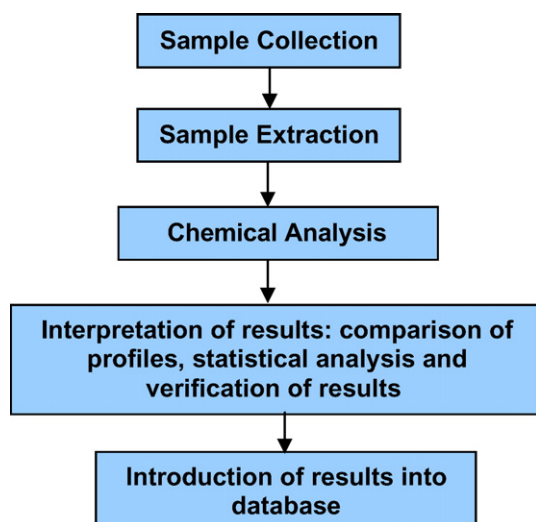 Sample Collection
Sample Extraction
Chemical Analysis
Interpretation of results: comparison of
profiles, statistical analysis and
verification of results
Introduction of results into
database